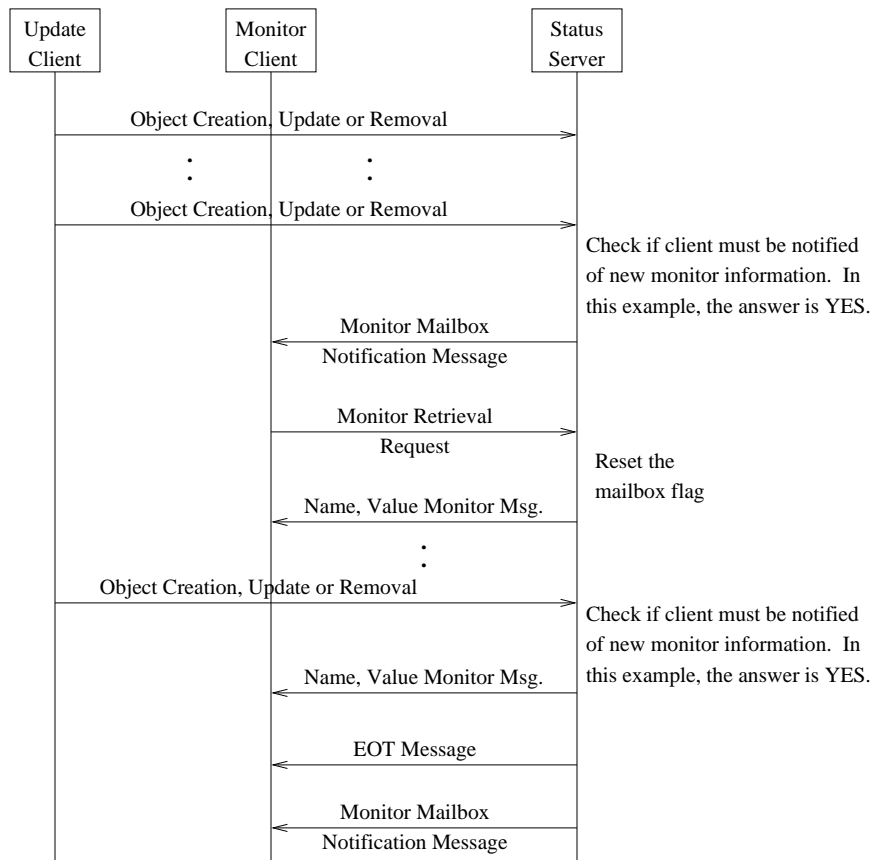 Update
Client
Monitor
Client
Status
Server
Object Creation, Update or Removal
Object Creation, Update or Removal
Check if client must be notified
of new monitor information. In
this example, the answer is YES.
Monitor Mailbox
Notification Message
Monitor Retrieval
Request
Reset the
mailbox flag
Name, Value Monitor Msg.
Object Creation, Update or Removal
Check if client must be notified
of new monitor information. In
this example, the answer is YES.
Name, Value Monitor Msg.
EOT Message
Monitor Mailbox
Notification Message